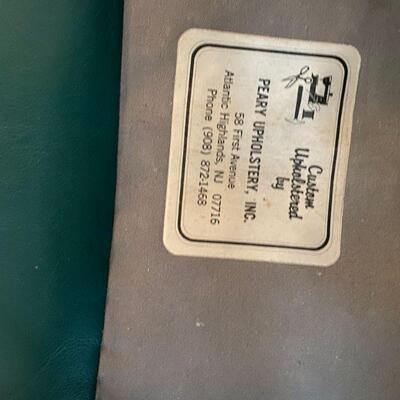 Custom
Upholstered
by
PEARY UPHOLSTERY, INC.
58 First Avenue
Atlantic Highlands, NJ 07716
Phone (908) 872-1468